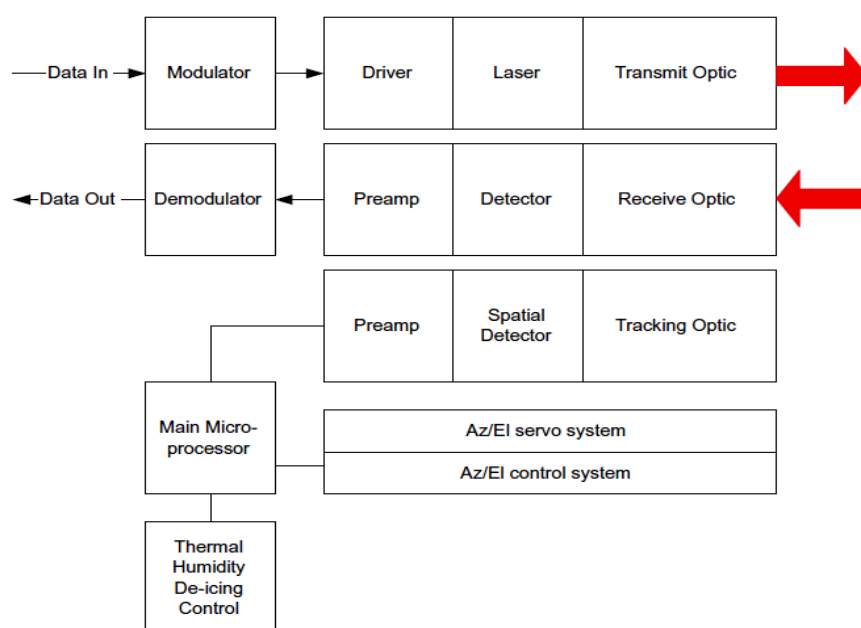 Data In
Modulator
Driver
Laser
Transmit Optic
Data Out
Demodulator
Preamp
Detector
Receive Optic
Preamp
Spatial
Detector
Tracking Optic
Main Micro-
processor
Az/El servo system
Az/El control system
Thermal
Humidity
De-icing
Control